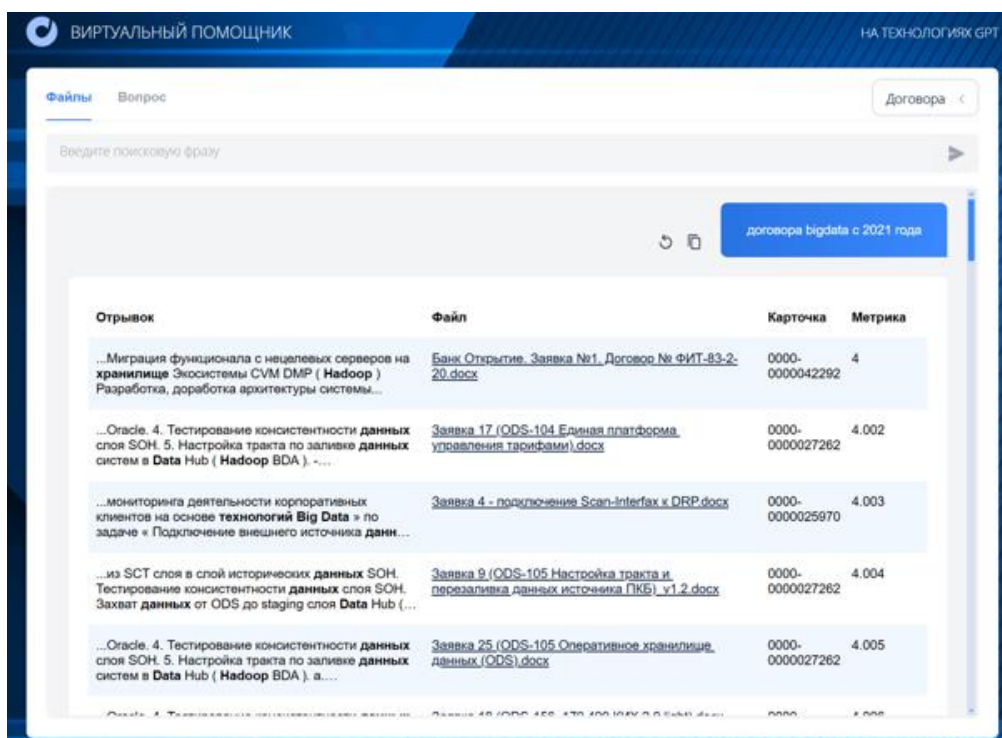 ВИРТУАЛЬНЫЙ ПОМОЩНИК
НА ТЕХНОЛОГИЯХ GPT
Файлы Вопрос
Договора
Введите поисковую фразу
договора bigdata с 2021 года
Отрывок Файл Карточка Метрика
...Миграция функционала с нецелевых серверов на
хранилище Экосистемы CVM DMP ( Hadoop )
Разработка, доработка архитектуры системы...
Банк Открытие. Заявка №1. Договор № ФИТ-83-2-
20.docx
0000-
0000042292
4
...Oracle. 4. Тестирование консистентности данных
слоя SOH. 5. Настройка тракта по заливке данных
систем в Data Hub ( Hadoop BDA ). -...
Заявка 17 (ODS-104 Единая платформа
управления тарифами).docx
0000-
0000027262
4.002
...мониторинга деятельности корпоративных
клиентов на основе технологий Big Data » по
задаче « Подключение внешнего источника данн...
Заявка 4 - подключение Scan-Interfax к DRP.docx
0000-
0000025970
4.003
...из SCT слоя в слой исторических данных SOH.
Тестирование консистентности данных слоя SOH.
Захват данных от ODS до staging слоя Data Hub (...
Заявка 9 (ODS-105 Настройка тракта и
перезаливка данных источника ПКБ)_v1.2.docx
0000-
0000027262
4.004
...Oracle. 4. Тестирование консистентности данных
слоя SOH. 5. Настройка тракта по заливке данных
систем в Data Hub ( Hadoop BDA ). a....
Заявка 25 (ODS-105 Оперативное хранилище
данных (ODS).docx
0000-
0000027262
4.005
...Oracle. 4. Тестирование консистентности данных
0000-
4.006